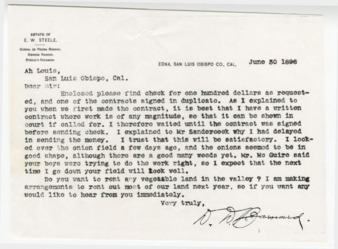 ESTATE OF
E. W. STEELE.
EDNA, SAN LUIS OBISPO CO., CAL. June 30 1896
Ah Louis,
San Luis Obispo, Cal.
Dear Sir:
Enclosed please find check for one hundred dollars as request-
ed, and one of the contracts signed in duplicate. As I explained to
you when we first made the contract, it is best that I have a written
contract where work is of any magnitude, so that it can be shown in
court if called for. I therefore waited until the contract was signed
before sending check. I explained to Mr why I had delayed
in sending the money. I trust that this will be satisfactory. I look-
ed over the onion field a few days ago, and the onions seemed to be in
good shape, although there are a good many weeds yet. Mr. Mc Guire said
your boys were trying to do the work right, so I expect that the next
time I go down your field will look well.
Do you want to rent any vegetable land in the valley ? I am making
arrangements to rent out most of our land next year, so if you want any
would like to hear from you immediately.
Very truly,